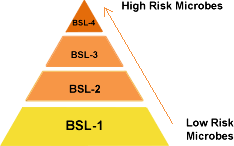 High Risk Microbes
BSL-4
BSL-3
BSL-2
BSL-1
Low Risk
Microbes